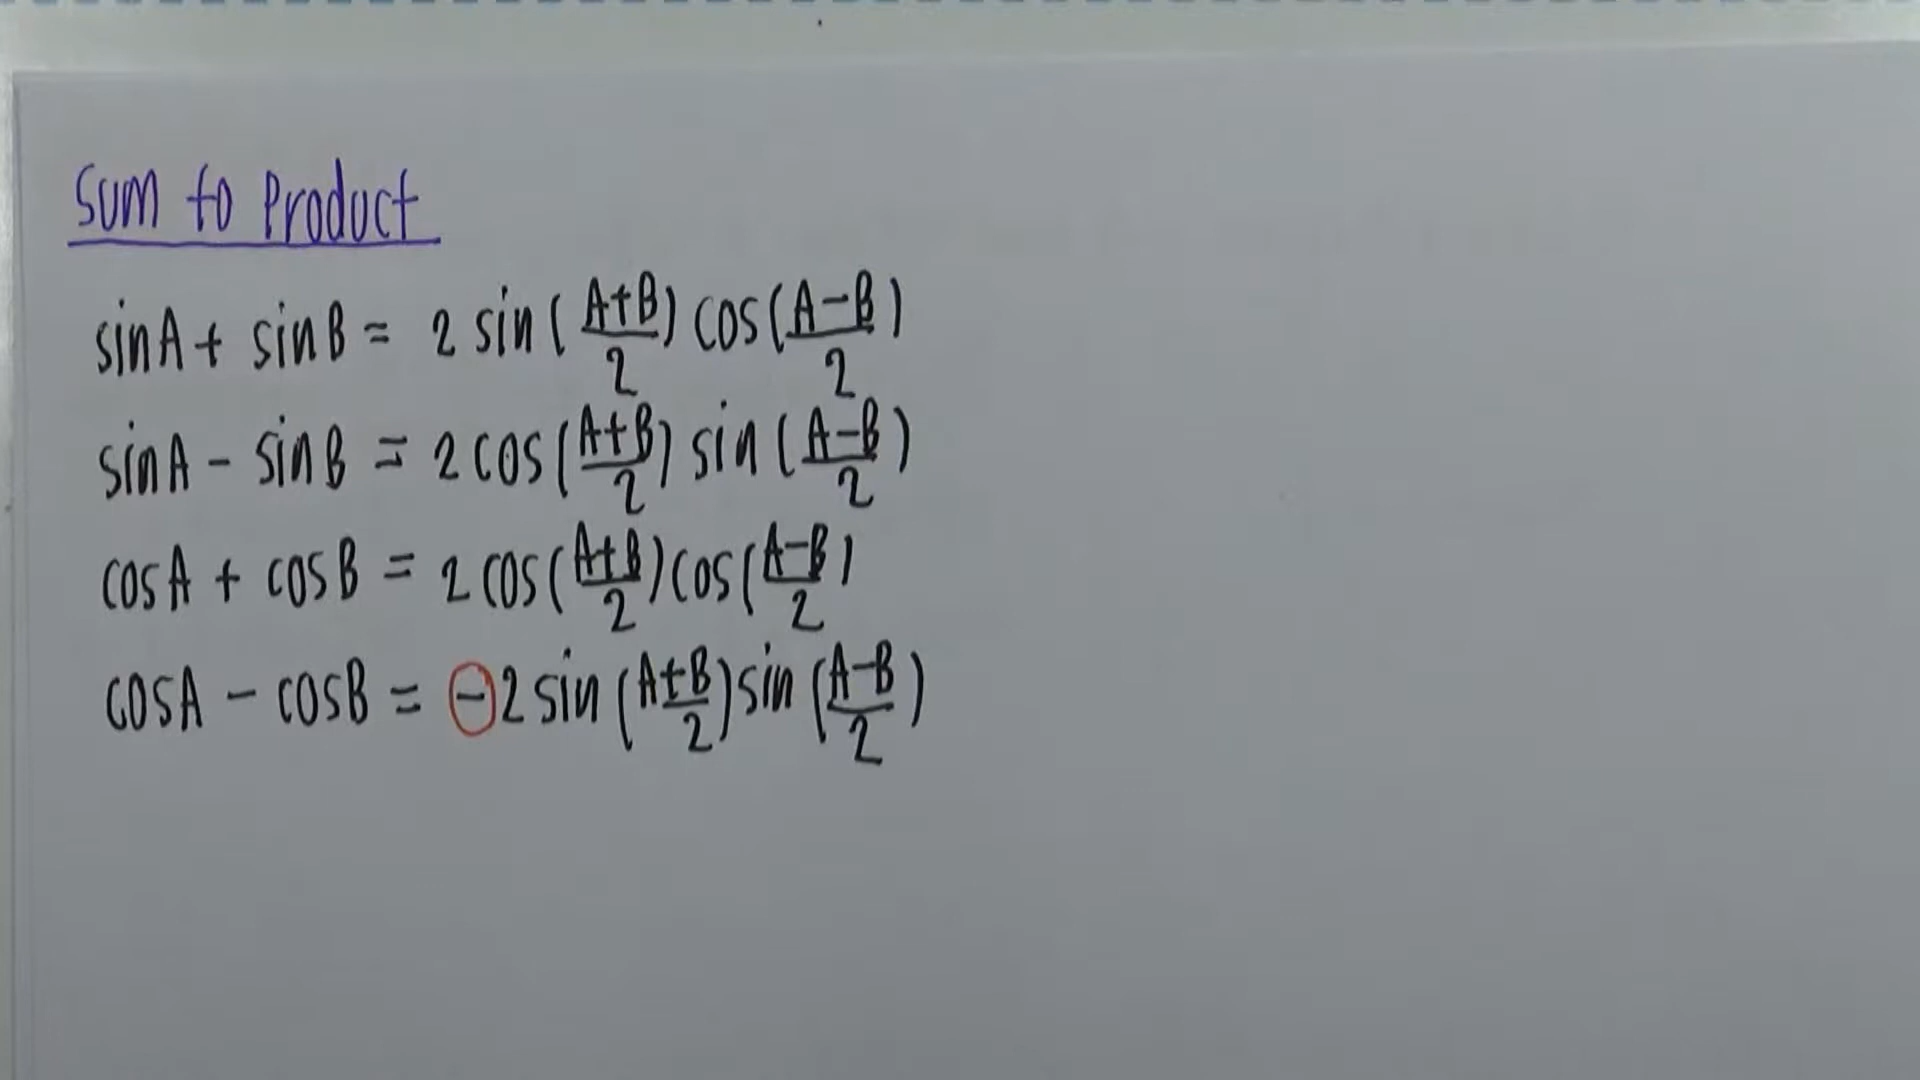 Sum to Product
sinA + sinB = 2 sin(A+B/2) cos(A-B/2)
sinA - sinB = 2 cos(A+B/2) sin(A-B/2)
cosA + cosB = 2 cos(A+B/2) cos(A-B/2)
cosA - cosB = -2 sin(A+B/2) sin(A-B/2)